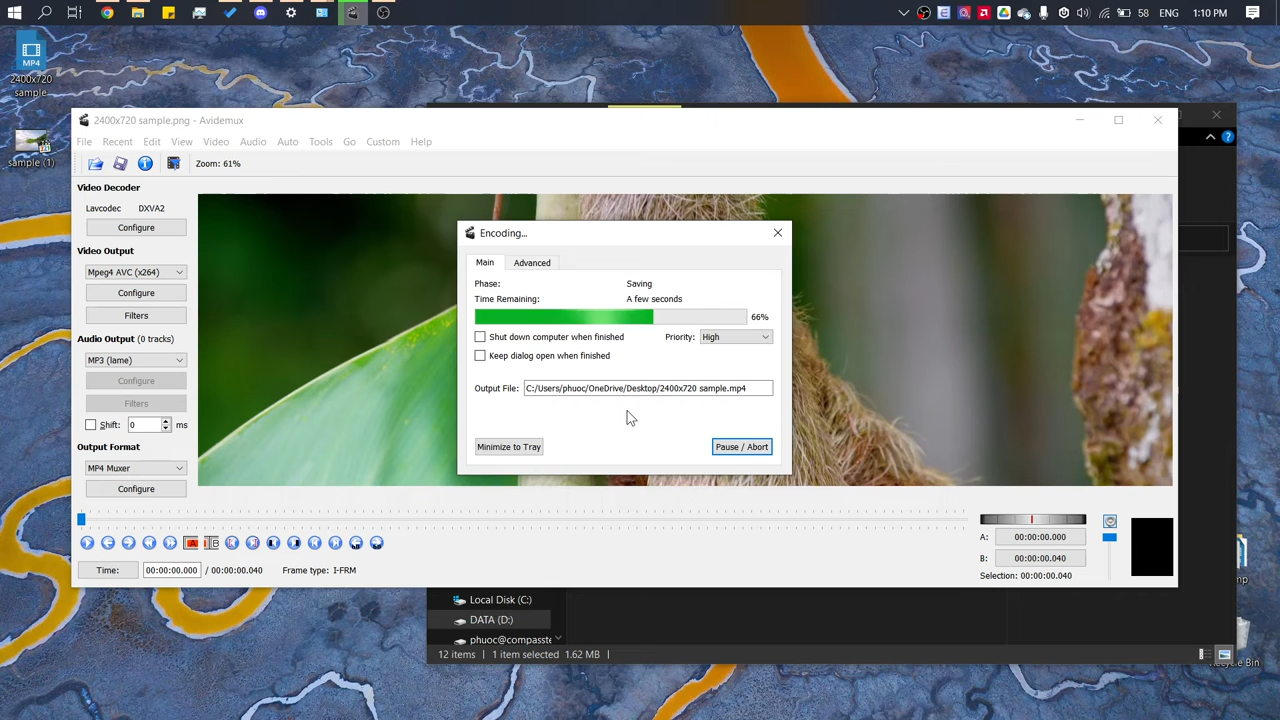 58
ENG
1:10 PM
MP4
2400x720
sample
sample (1)
2400x720 sample.png - Avidemux
File Recent Edit View Video Audio Auto Tools Go Custom Help
Zoom: 61%
Video Decoder
Lavcodec DXVA2
Configure
Video Output
Mpeg4 AVC (x264)
Configure
Filters
Audio Output (0 tracks)
MP3 (lame)
Configure
Filters
Shift: 0 ms
Output Format
MP4 Muxer
Configure
Encoding...
Main Advanced
Phase: Saving
Time Remaining: A few seconds
66%
Shut down computer when finished Priority: High
Keep dialog open when finished
Output File: C:/Users/phuoc/OneDrive/Desktop/2400x720 sample.mp4
Minimize to Tray Pause / Abort
A B
A: 00:00:00.000
B: 00:00:00.040
Selection: 00:00:00.040
Time: 00:00:00.000 / 00:00:00.040 Frame type: I-FRM
Local Disk (C:)
DATA (D:)
phuoc@compasste
12 items 1 item selected 1.62 MB